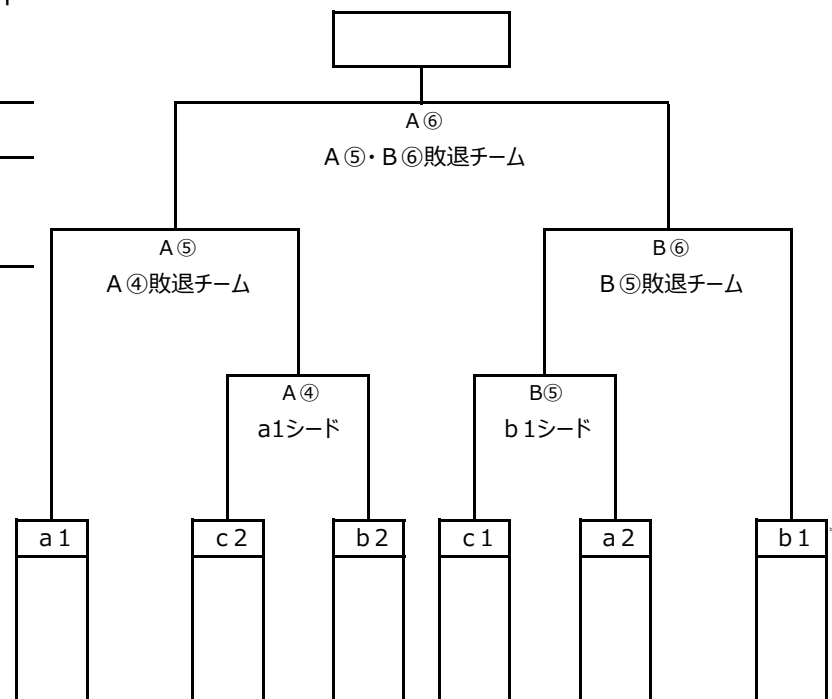 A⑥
A⑤・B⑥敗退チーム
A⑤
B⑥
A④敗退チーム
B⑤敗退チーム
A④
B⑤
a1シード
b1シード
a1
c2
b2
c1
a2
b1